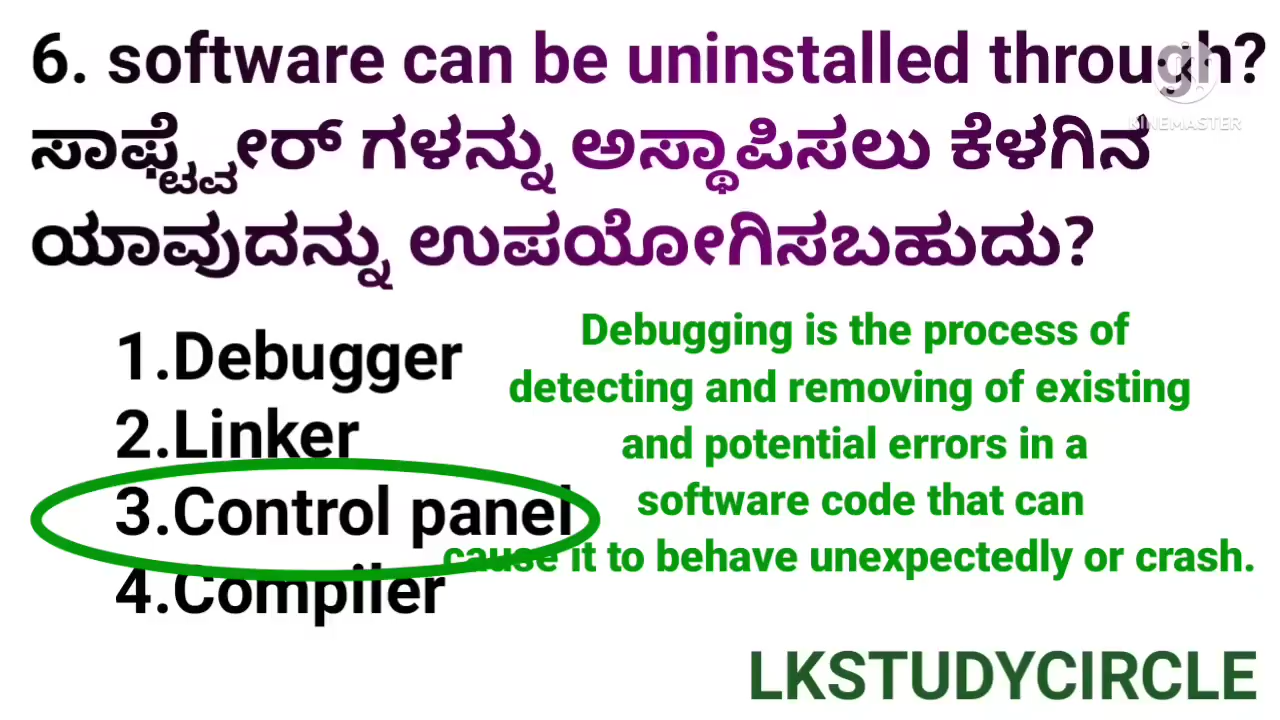 6. software can be uninstalled through?
KINEMASTER
ಸಾಫ್ಟ್ವೇರ್ ಗಳನ್ನು ಅಸ್ಥಾಪಿಸಲು ಕೆಳಗಿನ
ಯಾವುದನ್ನು ಉಪಯೋಗಿಸಬಹುದು?
1.Debugger
2.Linker
3.Control panel
4.Compiler
Debugging is the process of
detecting and removing of existing
and potential errors in a
software code that can
cause it to behave unexpectedly or crash.
LKSTUDYCIRCLE